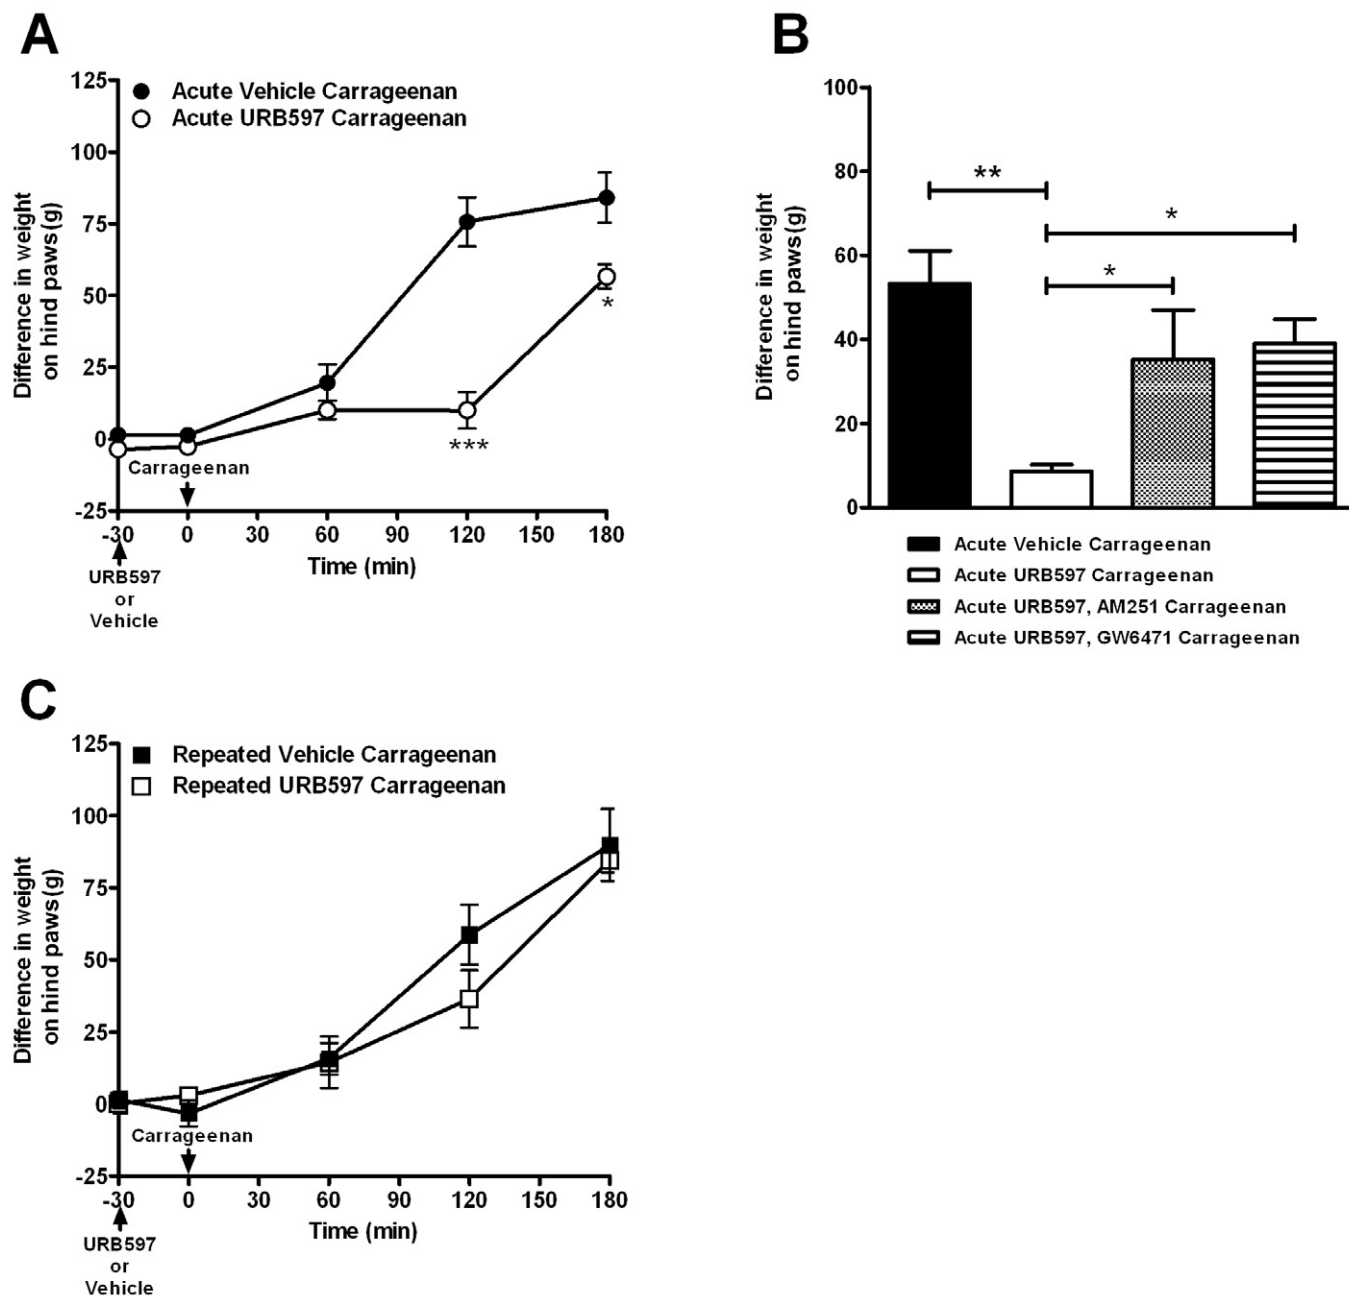 A
125
100
75
50
25
0
-25
Difference in weight
on hind paws(g)
Acute Vehicle Carrageenan
Acute URB597 Carrageenan
***
*
Carrageenan
-30 0 30 60 90 120 150 180
Time (min)
URB597
or
Vehicle
B
100
80
60
40
20
0
Difference in weight
on hind paws(g)
**
*
*
Acute Vehicle Carrageenan
Acute URB597 Carrageenan
Acute URB597, AM251 Carrageenan
Acute URB597, GW6471 Carrageenan
C
125
100
75
50
25
0
-25
Difference in weight
on hind paws(g)
Repeated Vehicle Carrageenan
Repeated URB597 Carrageenan
Carrageenan
-30 0 30 60 90 120 150 180
Time (min)
URB597
or
Vehicle